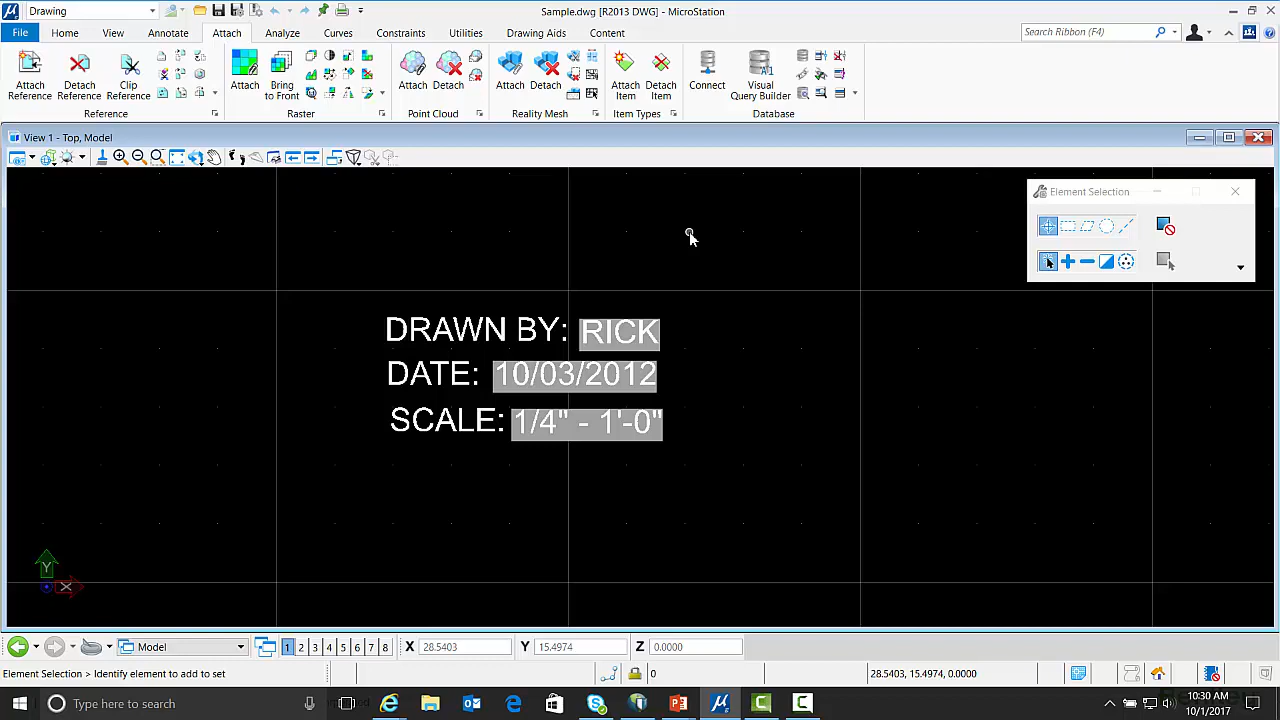 Drawing
Sample.dwg [R2013 DWG] - MicroStation
File Home View Annotate Attach Analyze Curves Constraints Utilities Drawing Aids Content
Search Ribbon (F4)
Attach Reference
Detach Reference
Clip Reference
Attach
Bring to Front
Attach
Detach
Attach
Detach
Attach Item
Detach Item
Connect
Visual Query Builder
Reference Raster Point Cloud Reality Mesh Item Types Database
View 1 - Top, Model
Element Selection
DRAWN BY: RICK
DATE: 10/03/2012
SCALE: 1/4" - 1'-0"
Y
X
Model
1 2 3 4 5 6 7 8
X 28.5403 Y 15.4974 Z 0.0000
Element Selection > Identify element to add to set
0
28.5403, 15.4974, 0.0000
Type here to search
10:30 AM
10/1/2017